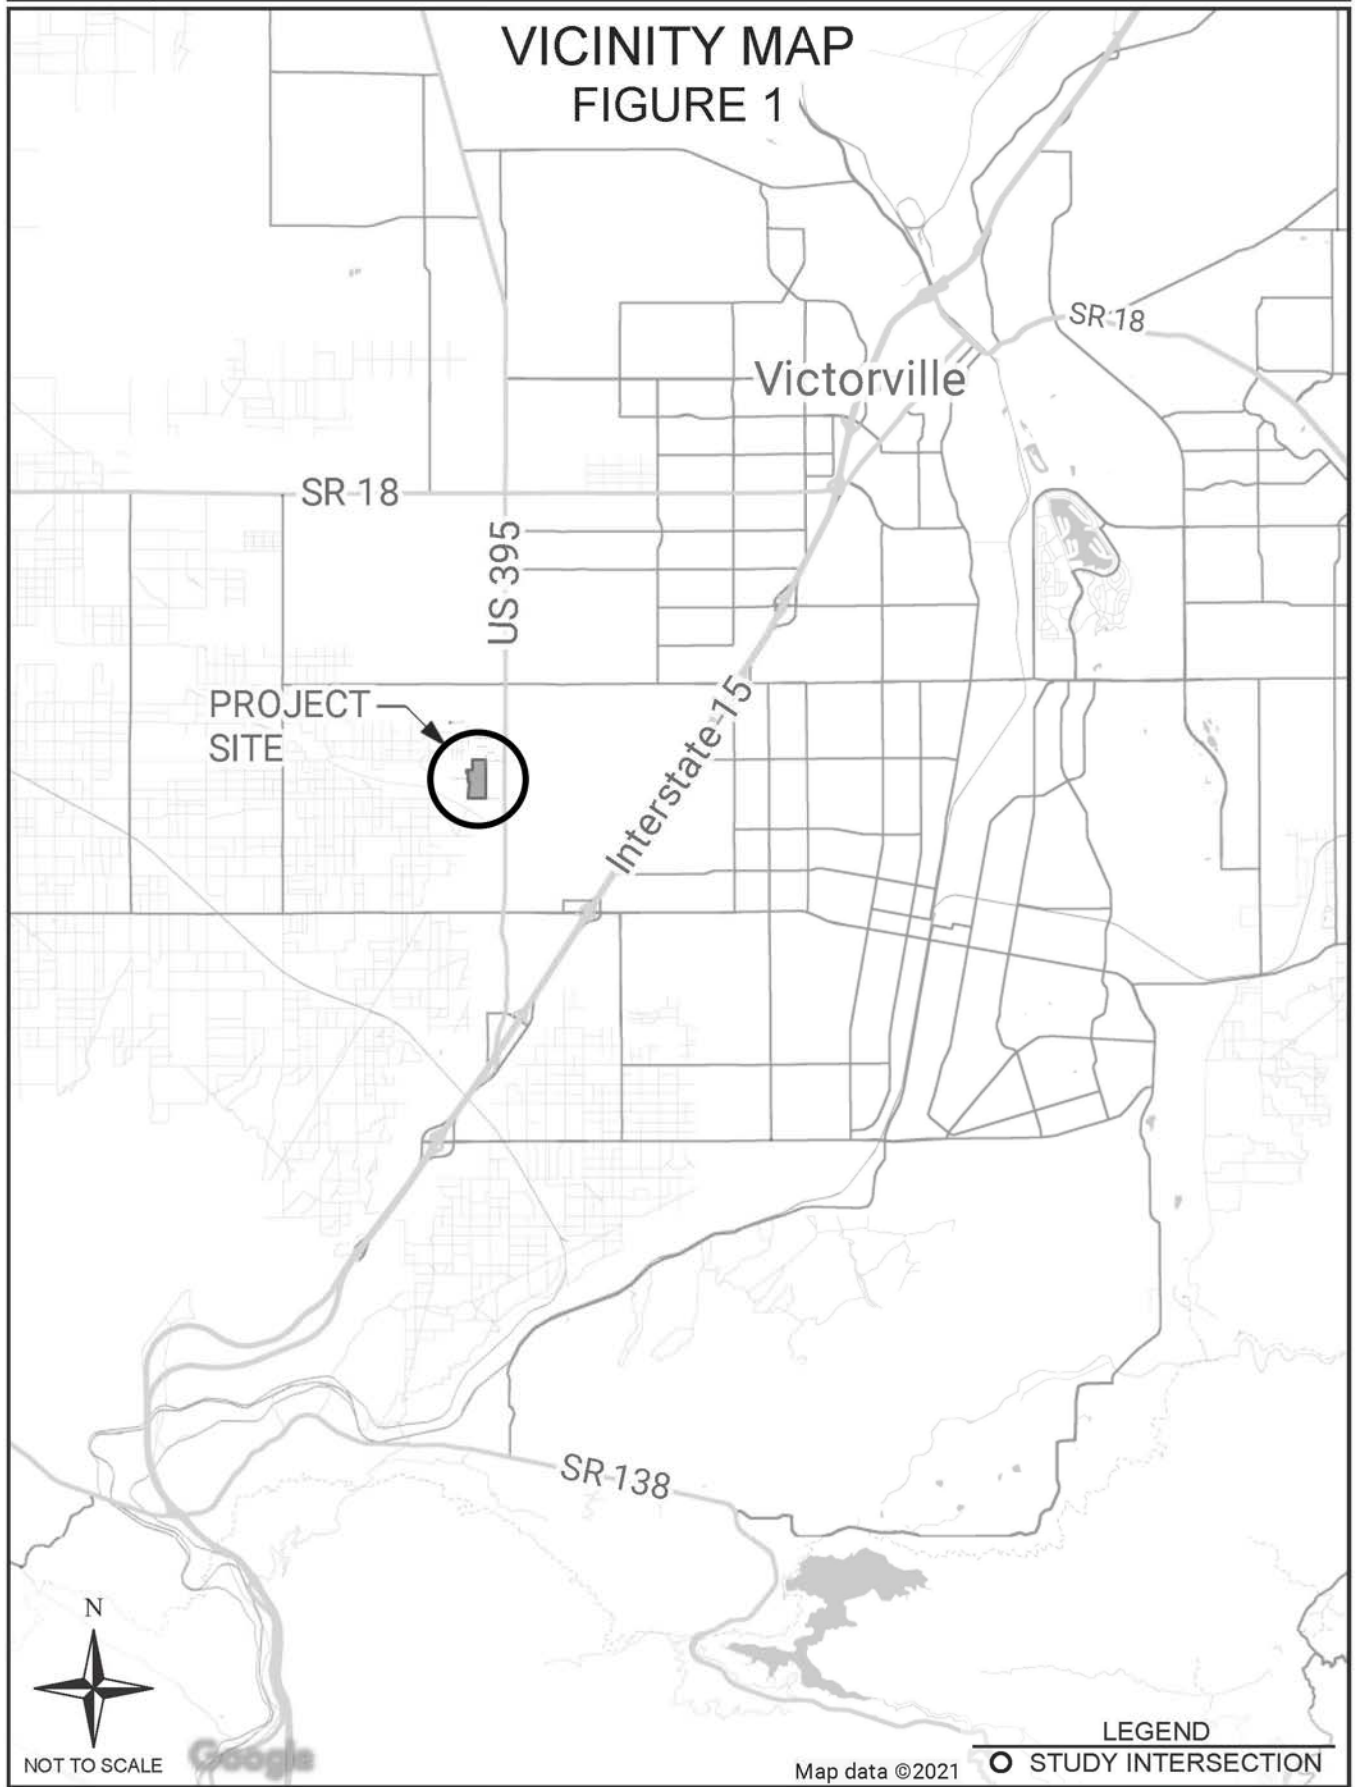 VICINITY MAP
FIGURE 1
SR 18
Victorville
SR 18
US 395
PROJECT
SITE
Interstate 15
SR 138
N
NOT TO SCALE
Google
Map data ©2021
LEGEND
STUDY INTERSECTION